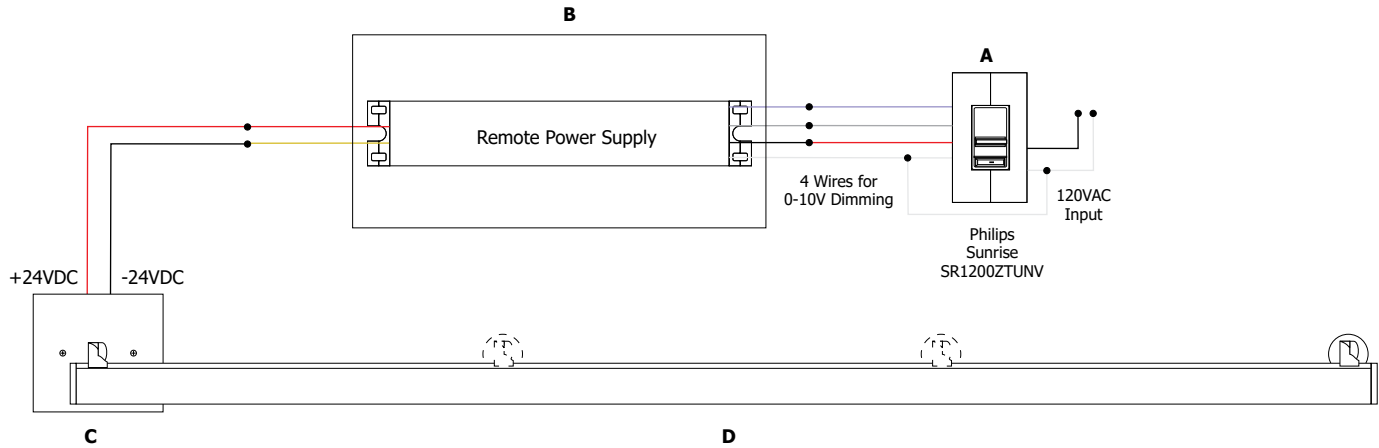 B
A
Remote Power Supply
4 Wires for
0-10V Dimming
120VAC
Input
Philips
Sunrise
SR1200ZTUNV
+24VDC
-24VDC
C
D